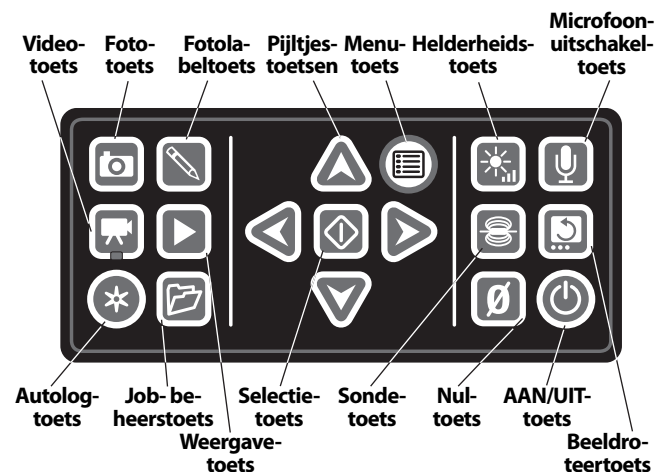 Video-
toets
Foto-
toets
Fotola-
beltoets
Pijltjes-
toetsen
Menu-
toets
Helderheids-
toets
Microfoon-
uitschakel-
toets
Autolog-
toets
Job- be-
heerstoets
Weergave-
toets
Selectie-
toets
Sonde-
toets
Nul-
toets
AAN/UIT-
toets
Beeldro-
teertoets